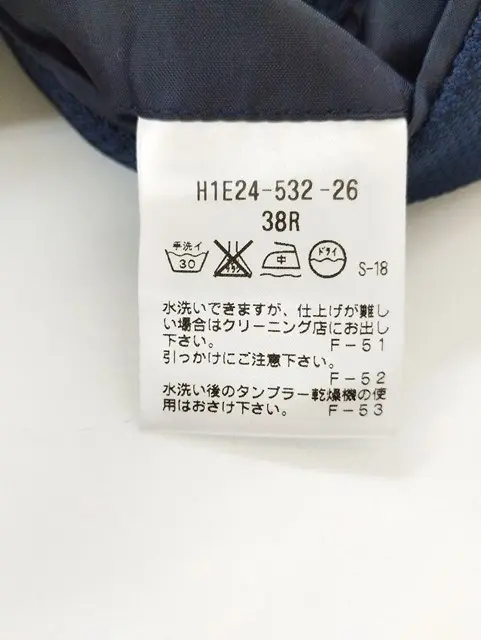 H1E24-532-26
38R
手洗イ
30
中
ドライ
S-18
水洗いできますが、仕上げが難し
い場合はクリーニング店にお出し
下さい。 F-51
引っかけにご注意下さい。
F-52
水洗い後のタンブラー乾燥機の使
用はおさけ下さい。 F-53